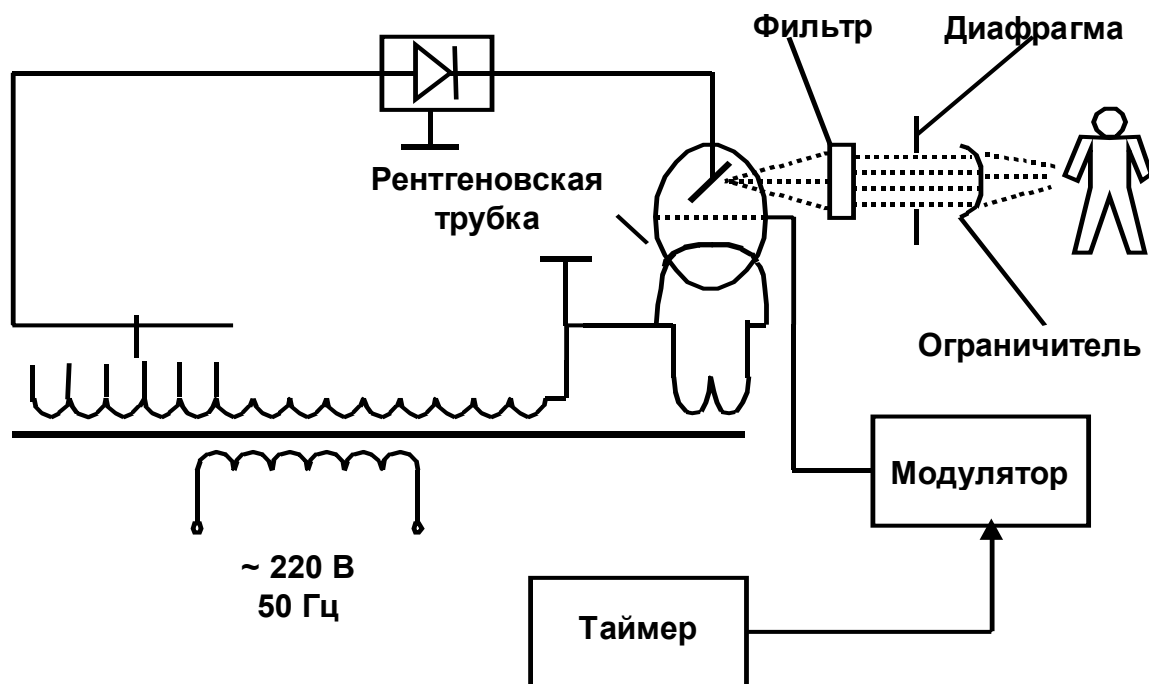 Фильтр
Диафрагма
Рентгеновская
трубка
Ограничитель
Модулятор
~ 220 В
50 Гц
Таймер